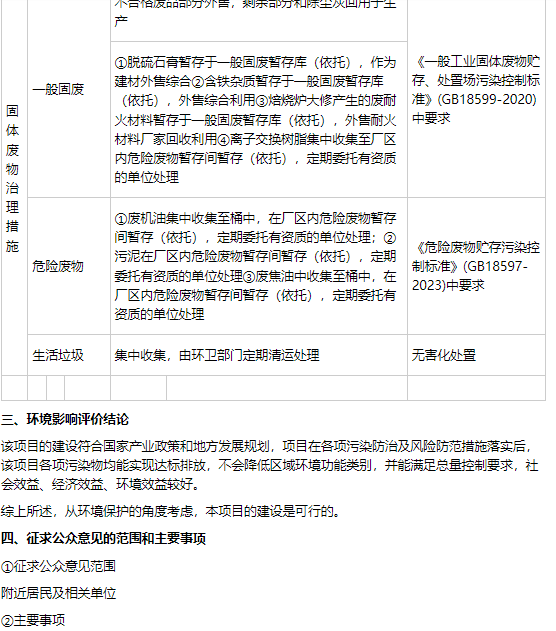 不合格废品部分外售，剩余部分和除尘灰回用于生
产
固体废物治理措施
一般固废
①脱硫石膏暂存于一般固废暂存库（依托），作为
建材外售综合②含铁杂质暂存于一般固废暂存库
（依托），外售综合利用③焙烧炉大修产生的废耐
火材料暂存于一般固废暂存库（依托），外售耐火
材料厂家回收利用④离子交换树脂集中收集至厂区
内危险废物暂存间暂存（依托），定期委托有资质
的单位处理
《一般工业固体废物贮
存、处置场污染控制标
准》(GB18599-2020)
中要求
危险废物
①废机油集中收集至桶中，在厂区内危险废物暂存
间暂存（依托），定期委托有资质的单位处理；②
污泥在厂区内危险废物暂存间暂存（依托），定期
委托有资质的单位处理③废焦油中收集至桶中，在
厂区内危险废物暂存间暂存（依托），定期委托有
资质的单位处理
《危险废物贮存污染控
制标准》(GB18597-
2023)中要求
生活垃圾
集中收集，由环卫部门定期清运处理
无害化处置
三、环境影响评价结论
该项目的建设符合国家产业政策和地方发展规划，项目在各项污染防治及风险防范措施落实后，
该项目各项污染物均能实现达标排放，不会降低区域环境功能类别，并能满足总量控制要求，社
会效益、经济效益、环境效益较好。
综上所述，从环境保护的角度考虑，本项目的建设是可行的。
四、征求公众意见的范围和主要事项
①征求公众意见范围
附近居民及相关单位
②主要事项